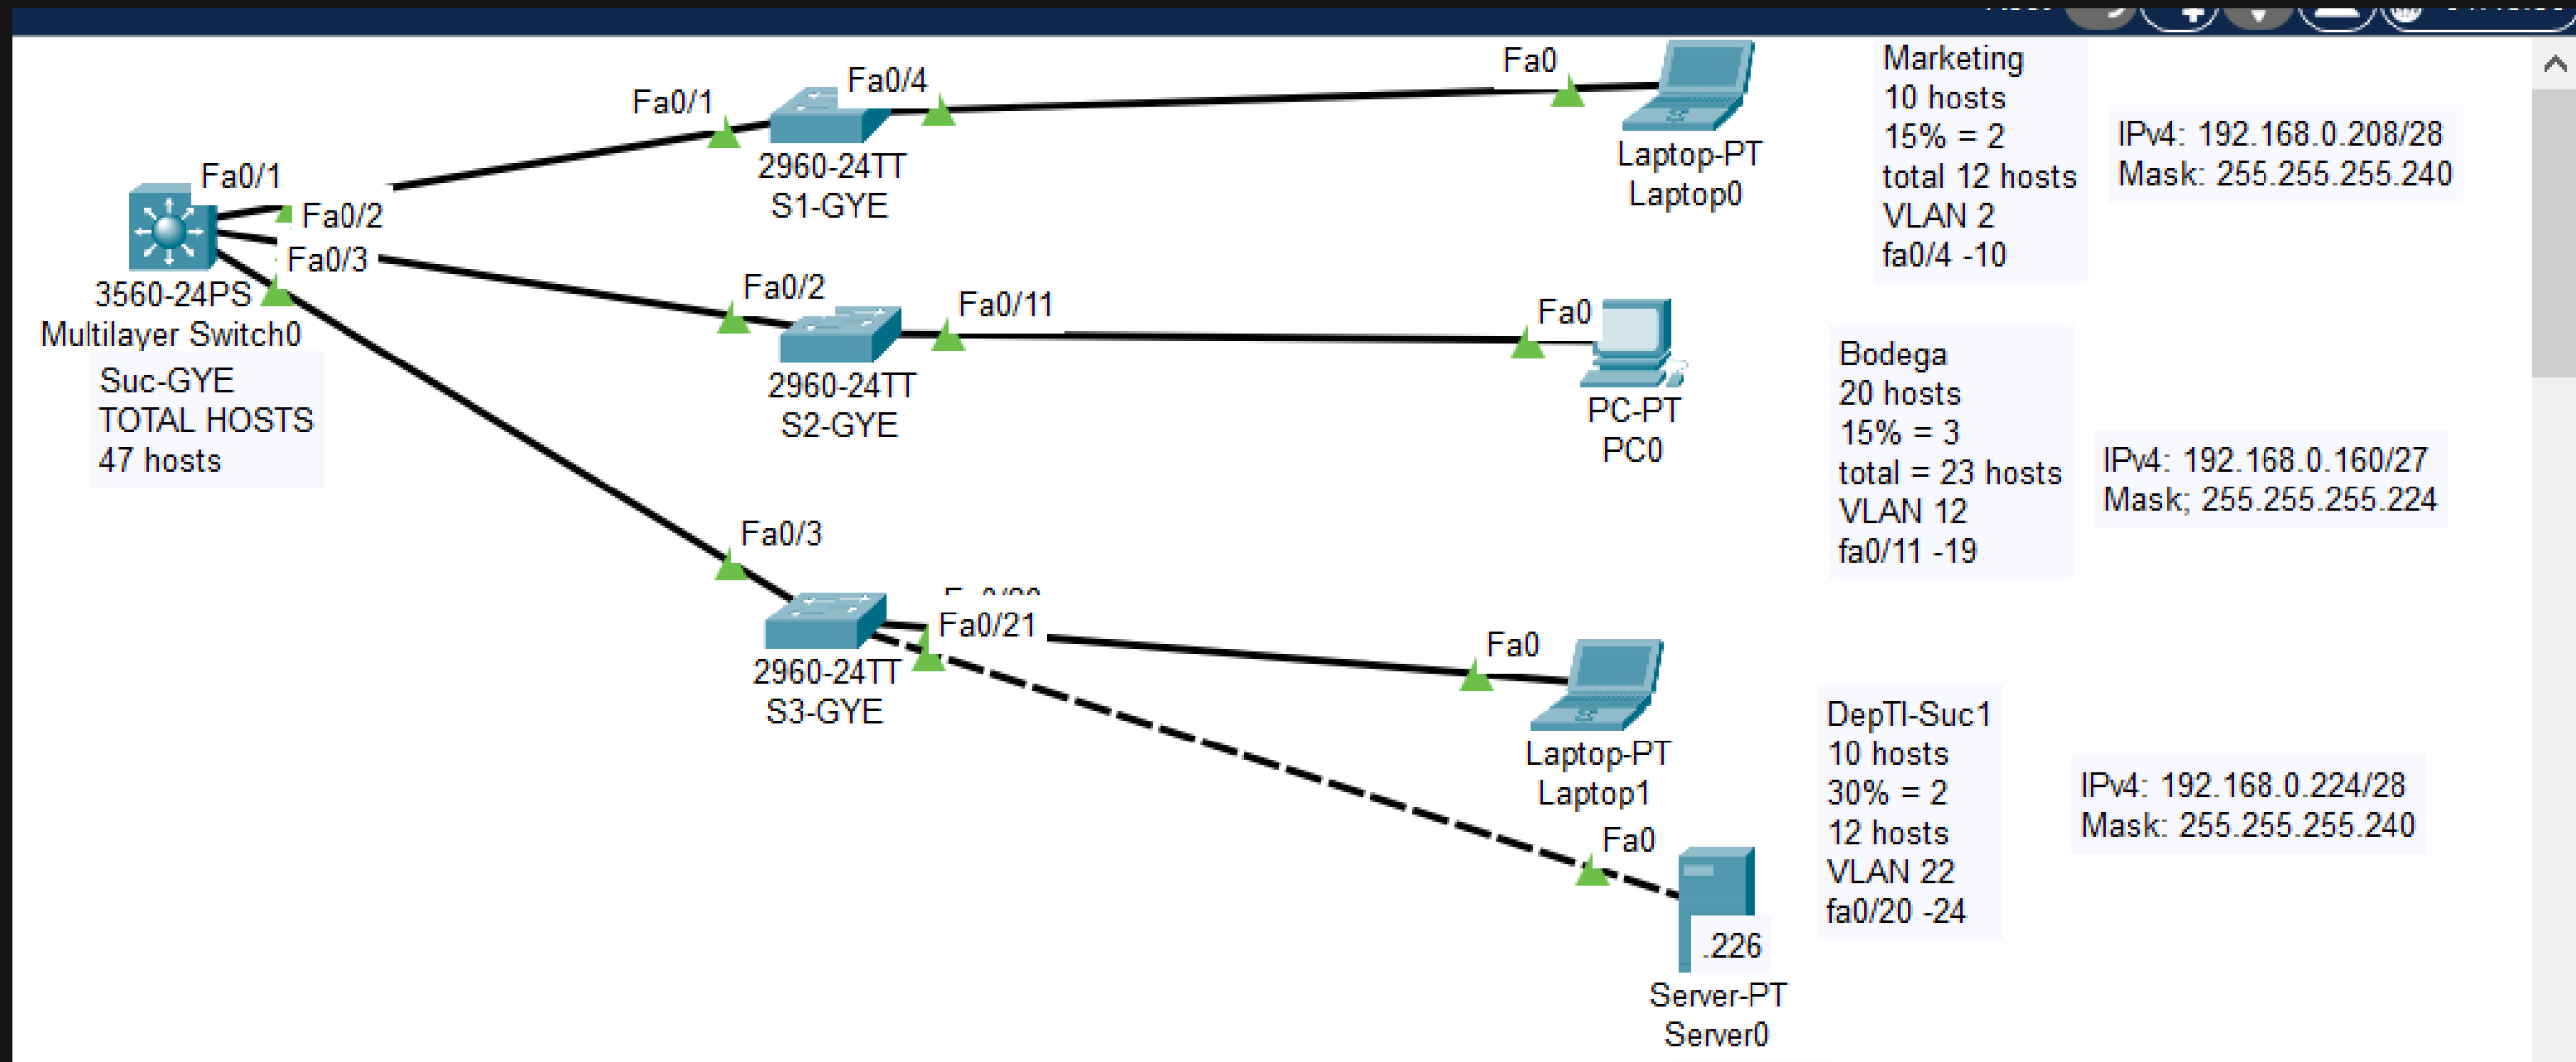 Fa0/1
Fa0/2
Fa0/3
3560-24PS
Multilayer Switch0
Suc-GYE
TOTAL HOSTS
47 hosts
Fa0/1
Fa0/4
2960-24TT
S1-GYE
Fa0
Laptop-PT
Laptop0
Marketing
10 hosts
15% = 2
total 12 hosts
VLAN 2
fa0/4 -10
IPv4: 192.168.0.208/28
Mask: 255.255.255.240
Fa0/2
Fa0/11
2960-24TT
S2-GYE
Fa0
PC-PT
PC0
Bodega
20 hosts
15% = 3
total = 23 hosts
VLAN 12
fa0/11 -19
IPv4: 192.168.0.160/27
Mask; 255.255.255.224
Fa0/3
Fa0/21
2960-24TT
S3-GYE
Fa0
Laptop-PT
Laptop1
Fa0
.226
Server-PT
Server0
DepTI-Suc1
10 hosts
30% = 2
12 hosts
VLAN 22
fa0/20 -24
IPv4: 192.168.0.224/28
Mask: 255.255.255.240